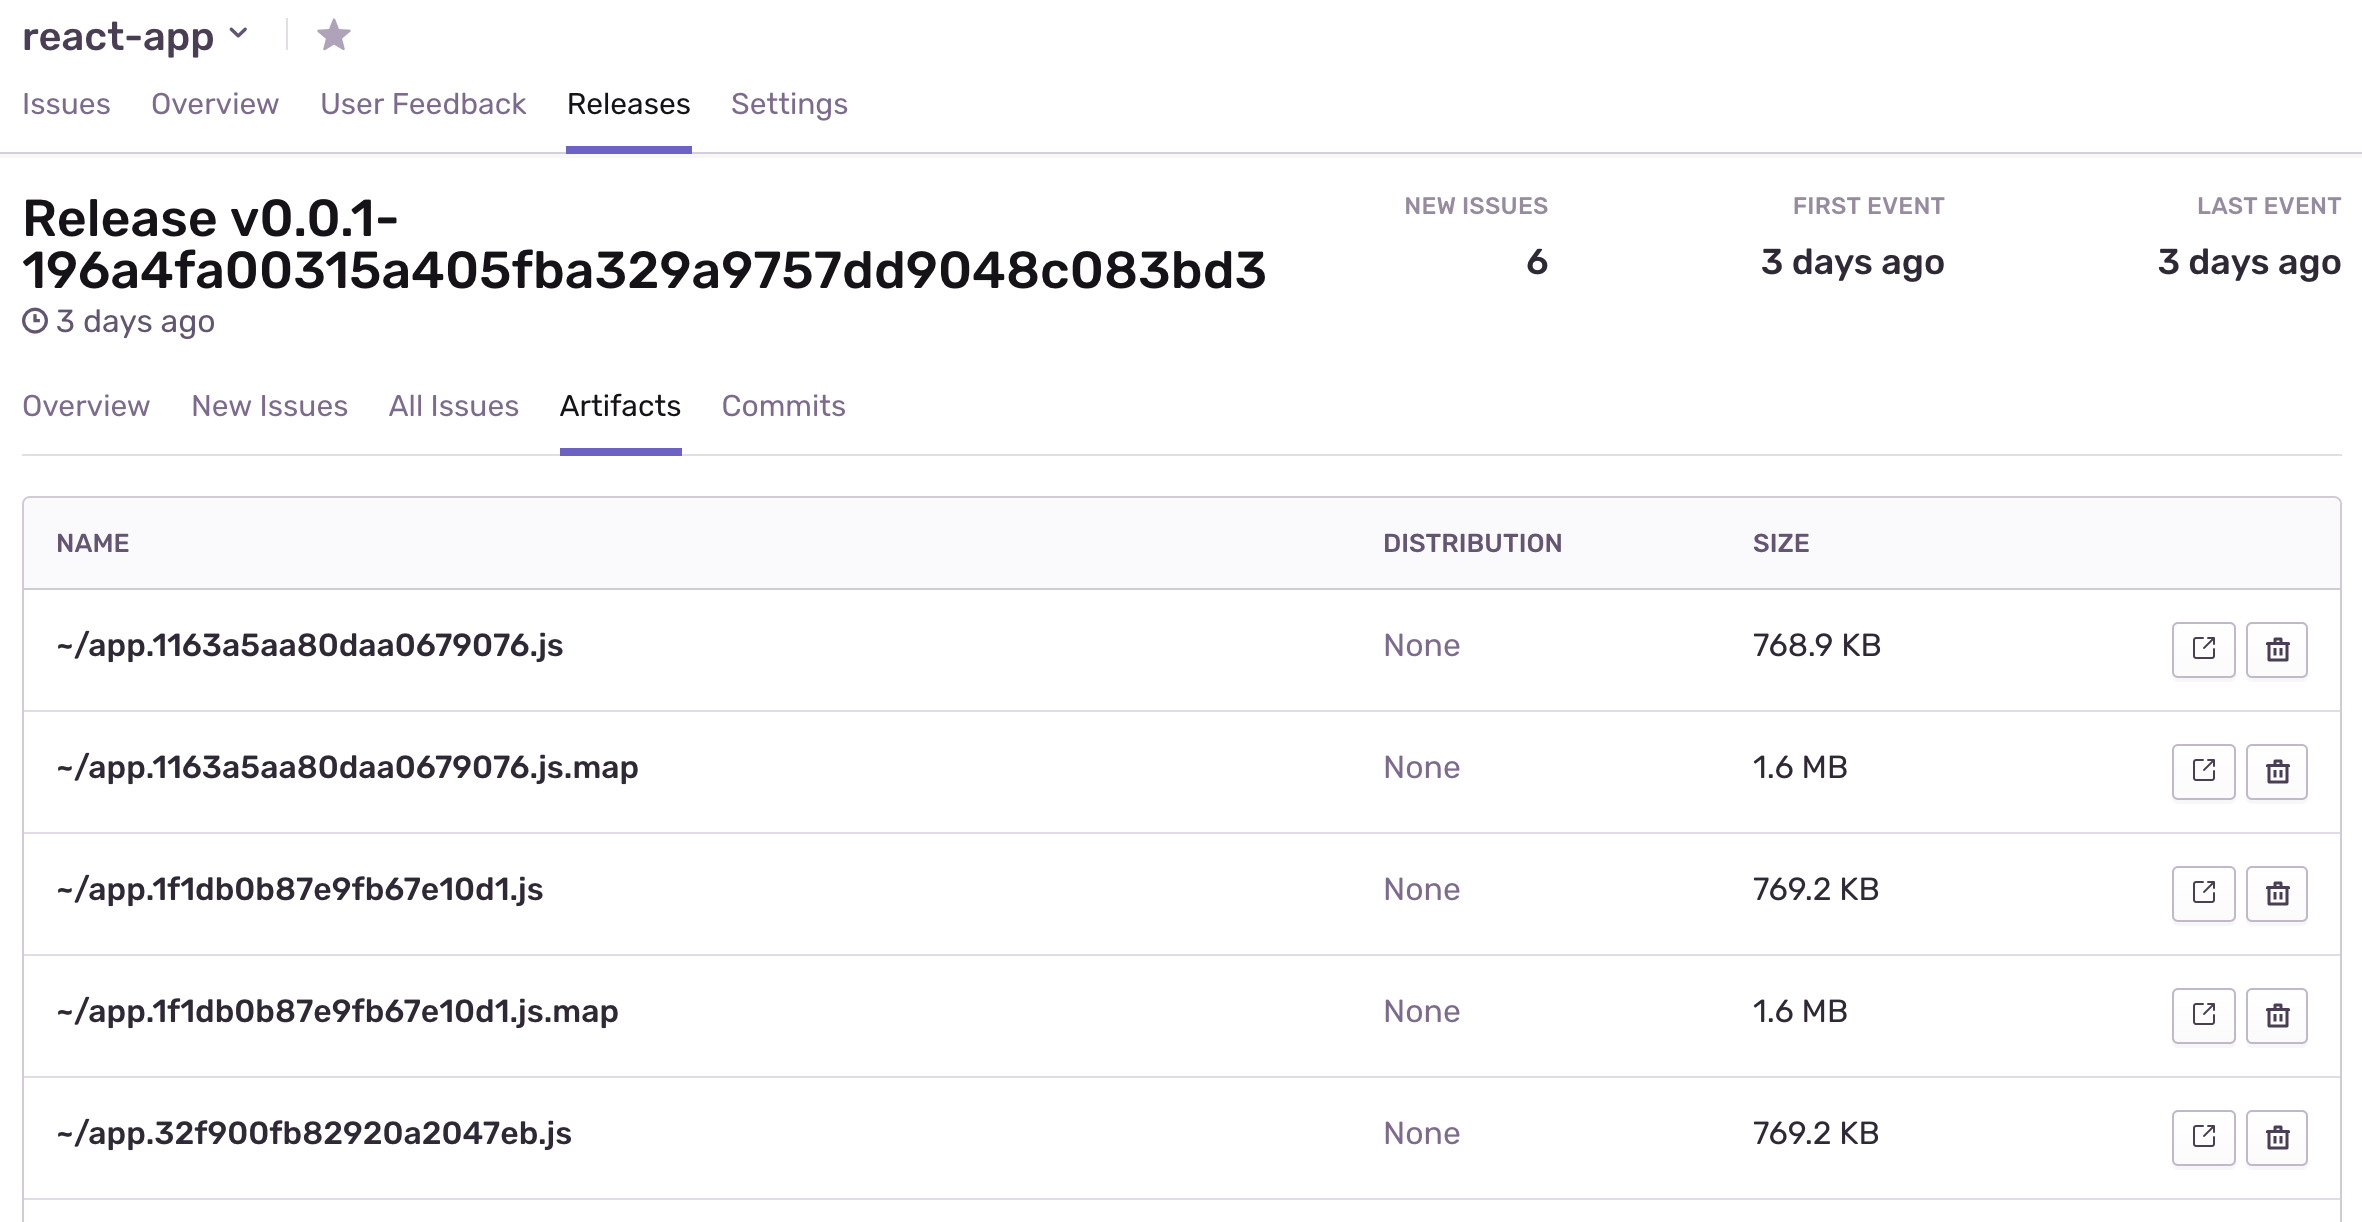 react-app
Issues Overview User Feedback Releases Settings
Release v0.0.1-
196a4fa00315a405fba329a9757dd9048c083bd3
3 days ago
NEW ISSUES FIRST EVENT LAST EVENT
6 3 days ago 3 days ago
Overview New Issues All Issues Artifacts Commits
NAME DISTRIBUTION SIZE
~/app.1163a5aa80daa0679076.js None 768.9 KB
~/app.1163a5aa80daa0679076.js.map None 1.6 MB
~/app.1f1db0b87e9fb67e10d1.js None 769.2 KB
~/app.1f1db0b87e9fb67e10d1.js.map None 1.6 MB
~/app.32f900fb82920a2047eb.js None 769.2 KB